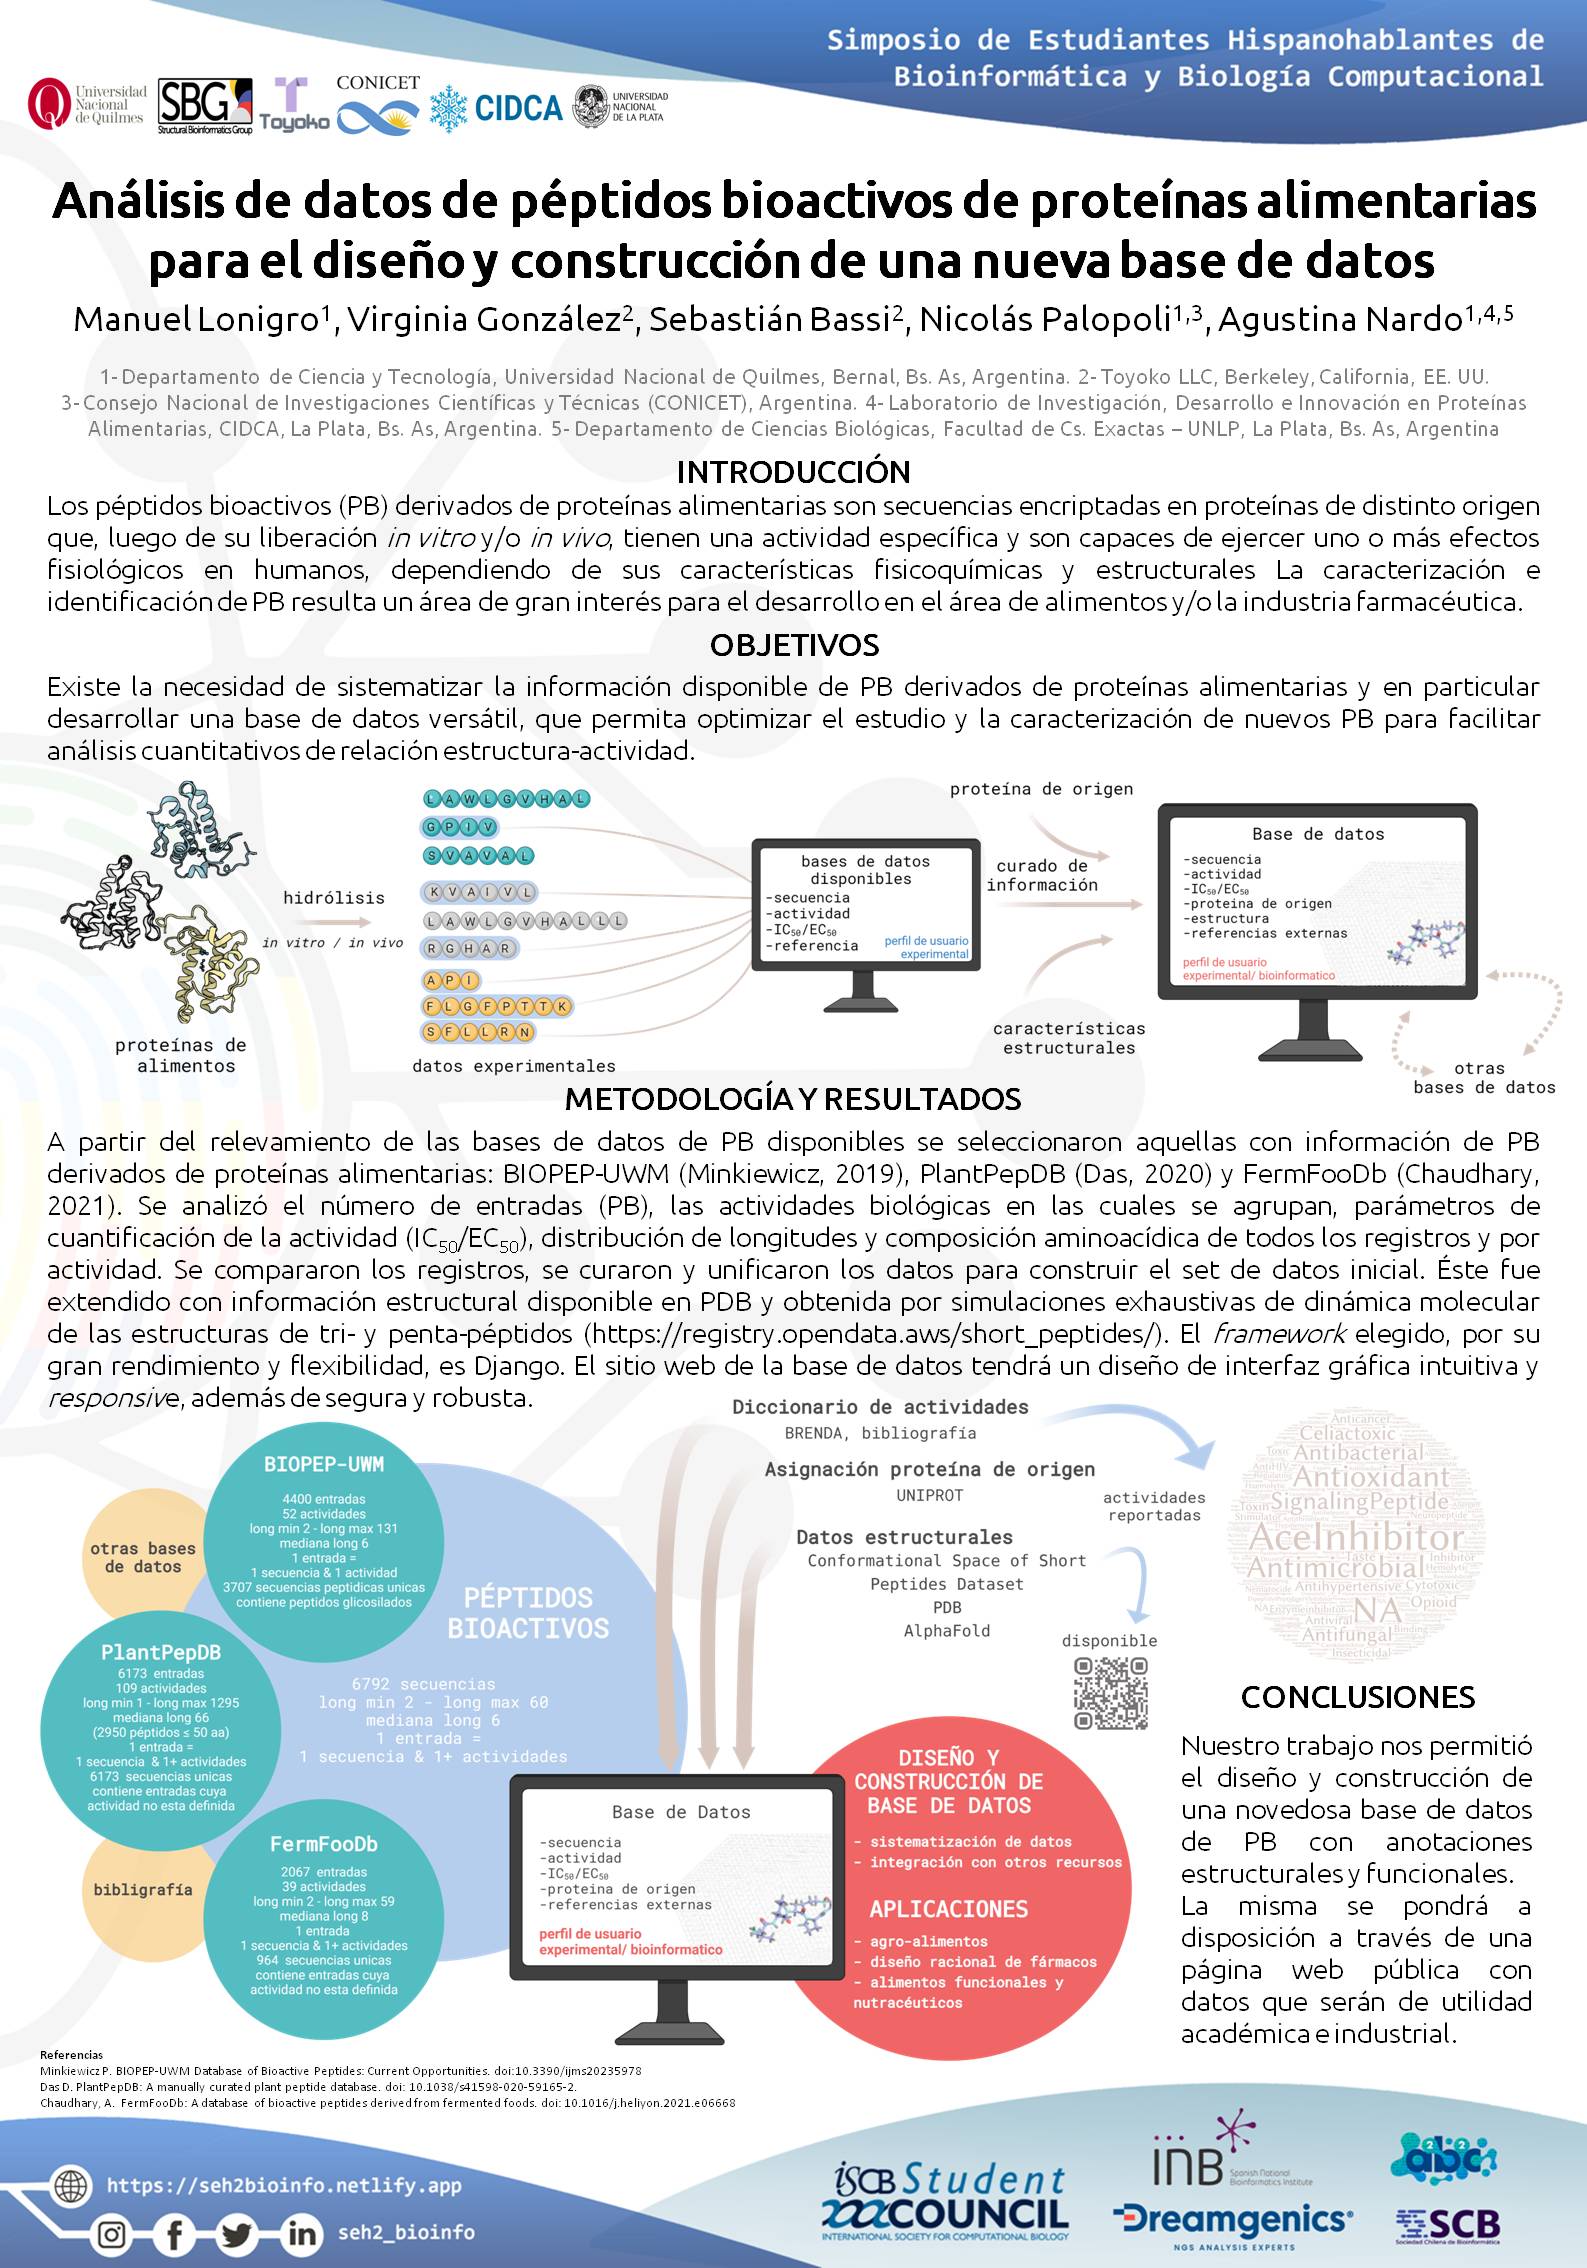 Simposio de Estudiantes Hispanohablantes de
Bioinformática y Biología Computacional
Universidad
Nacional
de Quilmes
SBG
Structural Bioinformatics Group
Toyoko
CONICET
CIDCA
UNIVERSIDAD
NACIONAL
DE LA PLATA
Análisis de datos de péptidos bioactivos de proteínas alimentarias
para el diseño y construcción de una nueva base de datos
Manuel Lonigro1, Virginia González2, Sebastián Bassi2, Nicolás Palopoli1,3, Agustina Nardo1,4,5
1- Departamento de Ciencia y Tecnología, Universidad Nacional de Quilmes, Bernal, Bs. As, Argentina. 2- Toyoko LLC, Berkeley, California, EE. UU.
3- Consejo Nacional de Investigaciones Científicas y Técnicas (CONICET), Argentina. 4- Laboratorio de Investigación, Desarrollo e Innovación en Proteínas
Alimentarias, CIDCA, La Plata, Bs. As, Argentina. 5- Departamento de Ciencias Biológicas, Facultad de Cs. Exactas – UNLP, La Plata, Bs. As, Argentina
INTRODUCCIÓN
Los péptidos bioactivos (PB) derivados de proteínas alimentarias son secuencias encriptadas en proteínas de distinto origen
que, luego de su liberación in vitro y/o in vivo, tienen una actividad específica y son capaces de ejercer uno o más efectos
fisiológicos en humanos, dependiendo de sus características fisicoquímicas y estructurales La caracterización e
identificación de PB resulta un área de gran interés para el desarrollo en el área de alimentos y/o la industria farmacéutica.
OBJETIVOS
Existe la necesidad de sistematizar la información disponible de PB derivados de proteínas alimentarias y en particular
desarrollar una base de datos versátil, que permita optimizar el estudio y la caracterización de nuevos PB para facilitar
análisis cuantitativos de relación estructura-actividad.
proteínas de
alimentos
hidrólisis
in vitro / in vivo
LAWLGVHAL
GPIV
SVAVAL
KVAIVL
LAWLGVHALLL
RGHAR
API
FLGFPTTK
SFLLRN
datos experimentales
bases de datos
disponibles
-secuencia
-actividad
-IC50/EC50
-referencia
perfil de usuario
experimental
proteína de origen
curado de
información
características
estructurales
Base de datos
-secuencia
-actividad
-IC50/EC50
-proteina de origen
-estructura
-referencias externas
perfil de usuario
experimental/ bioinformatico
otras
bases de datos
METODOLOGÍA Y RESULTADOS
A partir del relevamiento de las bases de datos de PB disponibles se seleccionaron aquellas con información de PB
derivados de proteínas alimentarias: BIOPEP-UWM (Minkiewicz, 2019), PlantPepDB (Das, 2020) y FermFooDb (Chaudhary,
2021). Se analizó el número de entradas (PB), las actividades biológicas en las cuales se agrupan, parámetros de
cuantificación de la actividad (IC50/EC50), distribución de longitudes y composición aminoacídica de todos los registros y por
actividad. Se compararon los registros, se curaron y unificaron los datos para construir el set de datos inicial. Éste fue
extendido con información estructural disponible en PDB y obtenida por simulaciones exhaustivas de dinámica molecular
de las estructuras de tri- y penta-péptidos (https://registry.opendata.aws/short_peptides/). El framework elegido, por su
gran rendimiento y flexibilidad, es Django. El sitio web de la base de datos tendrá un diseño de interfaz gráfica intuitiva y
responsive, además de segura y robusta.
otras bases
de datos
BIOPEP-UWM
4400 entradas
52 actividades
long min 2 - long max 131
mediana long 6
1 entrada =
1 secuencia & 1 actividad
3707 secuencias peptidicas unicas
contiene peptidos glicosilados
PlantPepDB
6173 entradas
109 actividades
long min 1 - long max 1295
mediana long 66
(2950 péptidos ≤ 50 aa)
1 entrada =
1 secuencia & 1+ actividades
6173 secuencias unicas
contiene entradas cuya
actividad no esta definida
bibligrafía
FermFooDb
2067 entradas
39 actividades
long min 2 - long max 59
mediana long 8
1 entrada
1 secuencia & 1+ actividades
964 secuencias unicas
contiene entradas cuya
actividad no esta definida
PÉPTIDOS
BIOACTIVOS
6792 secuencias
long min 2 - long max 60
mediana long 6
1 entrada =
1 secuencia & 1+ actividades
Diccionario de actividades
BRENDA, bibliografía
Asignación proteína de origen
UNIPROT
Datos estructurales
Conformational Space of Short
Peptides Dataset
PDB
AlphaFold
actividades
reportadas
disponible
Anticancer
Celiactoxic
Toxic
Antibacterial
AntiHIV
Antioxidant
Toxin
SignalingPeptide
Stimulator
Neuropeptide
AceInhibitor
Taste
Inhibitor
Antimicrobial
Hemolytic
Antihypertensive
Cytotoxic
NA
Opioid
Antiviral
Binding
Antifungal
Insecticidal
Base de Datos
-secuencia
-actividad
-IC50/EC50
-proteina de origen
-referencias externas
perfil de usuario
experimental/ bioinformatico
DISEÑO Y
CONSTRUCCIÓN DE
BASE DE DATOS
- sistematización de datos
- integración con otros recursos
APLICACIONES
- agro-alimentos
- diseño racional de fármacos
- alimentos funcionales y
nutracéuticos
CONCLUSIONES
Nuestro trabajo nos permitió
el diseño y construcción de
una novedosa base de datos
de PB con anotaciones
estructurales y funcionales.
La misma se pondrá a
disposición a través de una
página web pública con
datos que serán de utilidad
académica e industrial.
Referencias
Minkiewicz P. BIOPEP-UWM Database of Bioactive Peptides: Current Opportunities. doi:10.3390/ijms20235978
Das D. PlantPepDB: A manually curated plant peptide database. doi: 10.1038/s41598-020-59165-2.
Chaudhary, A. FermFooDb: A database of bioactive peptides derived from fermented foods. doi: 10.1016/j.heliyon.2021.e06668
https://seh2bioinfo.netlify.app
seh2_bioinfo
iSCB Student
COUNCIL
INTERNATIONAL SOCIETY FOR COMPUTATIONAL BIOLOGY
INB
Spanish National
Bioinformatics Institute
Dreamgenics
NGS ANALYSIS EXPERTS
abc
SCB
Sociedad Chilena de Bioinformática